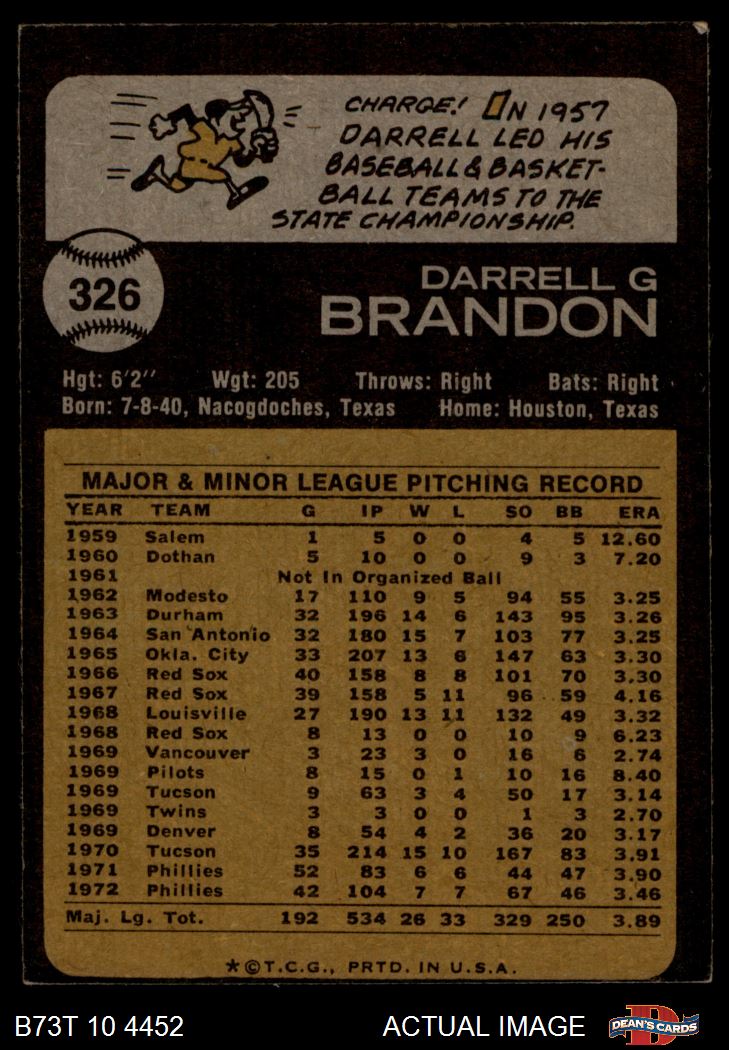 CHARGE! IN 1957
DARRELL LED HIS
BASEBALL & BASKET-
BALL TEAMS TO THE
STATE CHAMPIONSHIP.
326
DARRELL G
BRANDON
Hgt: 6'2" Wgt: 205 Throws: Right Bats: Right
Born: 7-8-40, Nacogdoches, Texas Home: Houston, Texas
MAJOR & MINOR LEAGUE PITCHING RECORD
YEAR TEAM G IP W L SO BB ERA
1959 Salem 1 5 0 0 4 5 12.60
1960 Dothan 5 10 0 0 9 3 7.20
1961 Not In Organized Ball
1962 Modesto 17 110 9 5 94 55 3.25
1963 Durham 32 196 14 6 143 95 3.26
1964 San Antonio 32 180 15 7 103 77 3.25
1965 Okla. City 33 207 13 6 147 63 3.30
1966 Red Sox 40 158 8 8 101 70 3.30
1967 Red Sox 39 158 5 11 96 59 4.16
1968 Louisville 27 190 13 11 132 49 3.32
1968 Red Sox 8 13 0 0 10 9 6.23
1969 Vancouver 3 23 3 0 16 6 2.74
1969 Pilots 8 15 0 1 10 16 8.40
1969 Tucson 9 63 3 4 50 17 3.14
1969 Twins 3 3 0 0 1 3 2.70
1969 Denver 8 54 4 2 36 20 3.17
1970 Tucson 35 214 15 10 167 83 3.91
1971 Phillies 52 83 6 6 44 47 3.90
1972 Phillies 42 104 7 7 67 46 3.46
Maj. Lg. Tot. 192 534 26 33 329 250 3.89
★©T.C.G., PRTD. IN U.S.A.
B73T 10 4452 ACTUAL IMAGE D DEAN'S CARDS